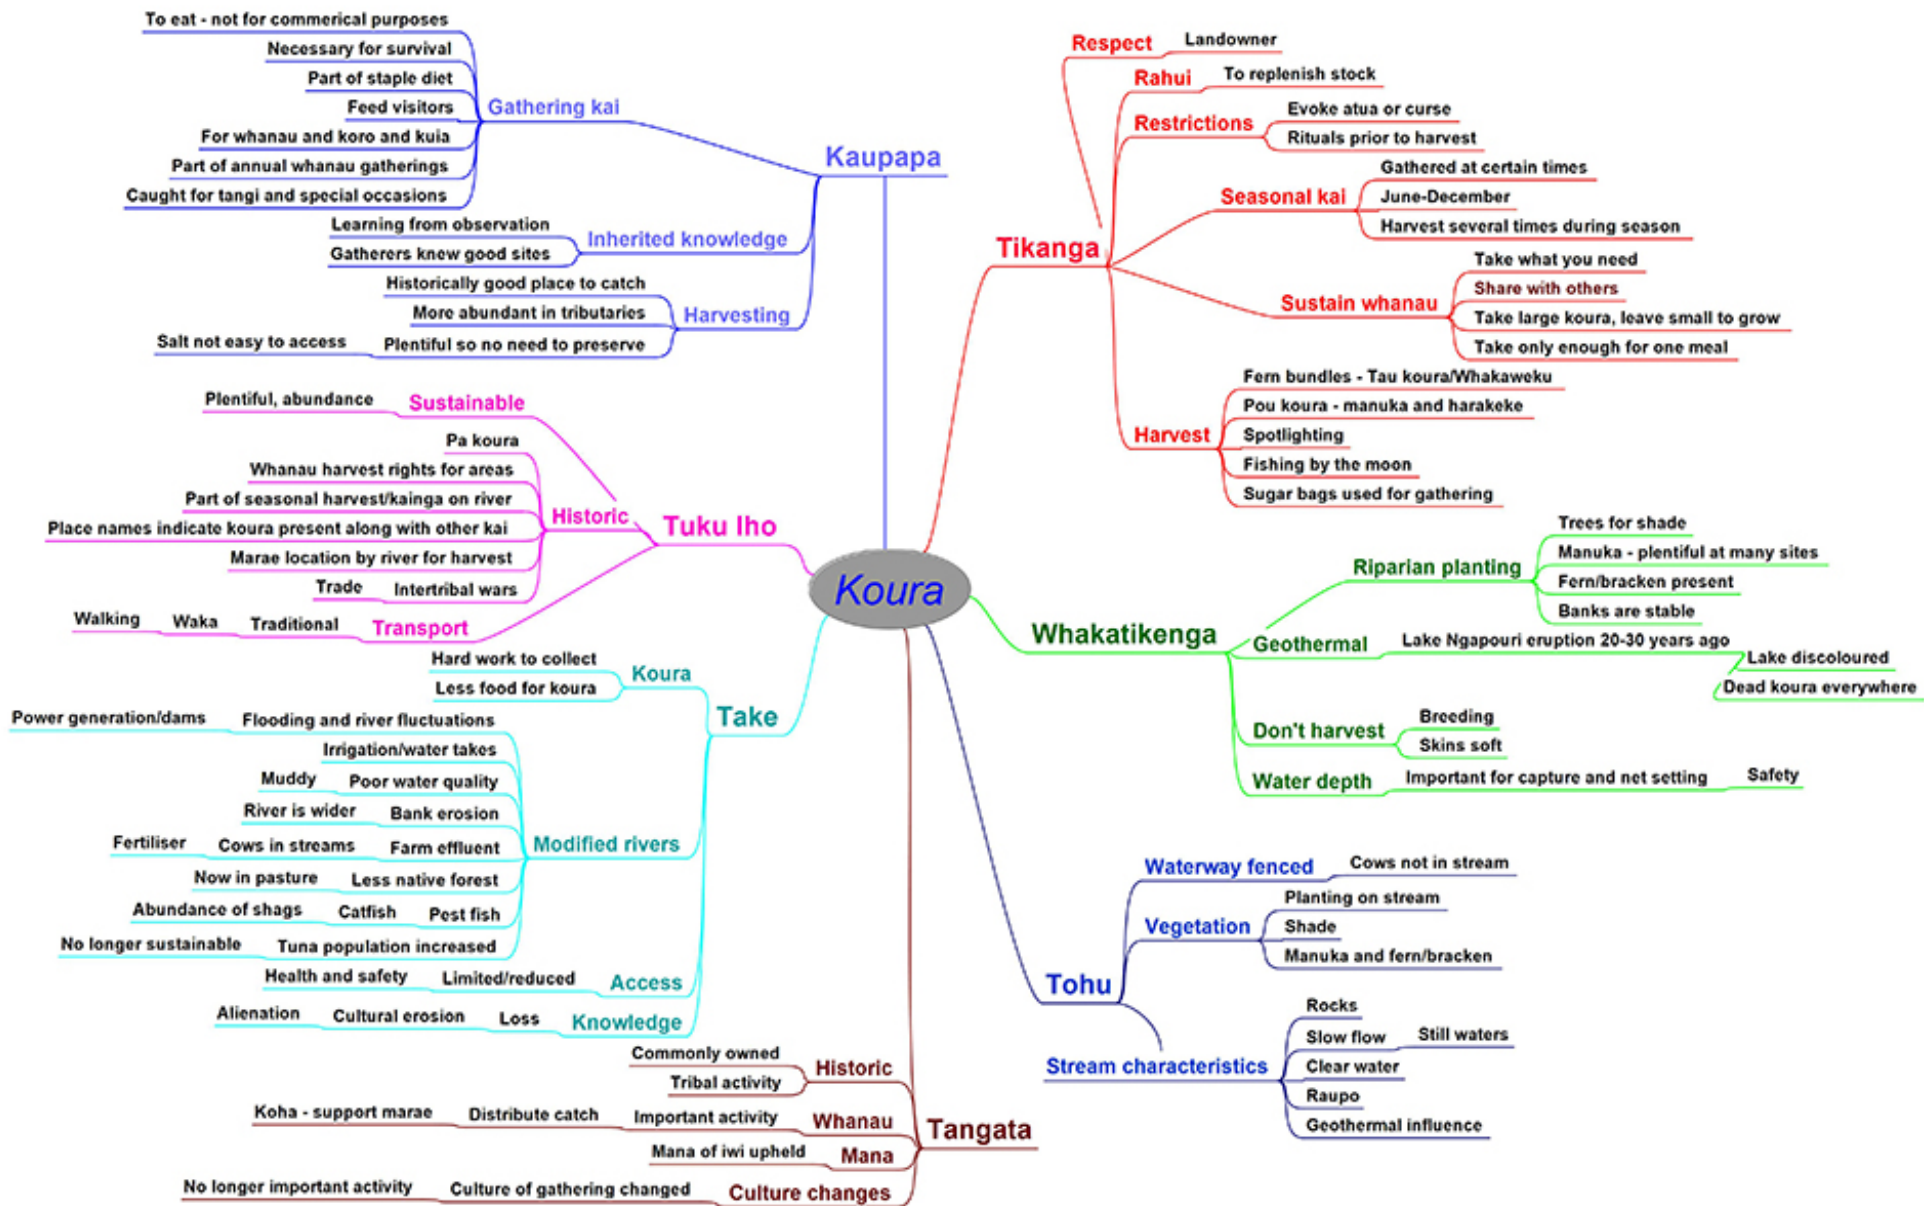 Koura
Kaupapa
Gathering kai
To eat - not for commerical purposes
Necessary for survival
Part of staple diet
Feed visitors
For whanau and koro and kuia
Part of annual whanau gatherings
Caught for tangi and special occasions
Inherited knowledge
Learning from observation
Gatherers knew good sites
Harvesting
Historically good place to catch
More abundant in tributaries
Plentiful so no need to preserve
Salt not easy to access
Tuku Iho
Sustainable
Plentiful, abundance
Historic
Pa koura
Whanau harvest rights for areas
Part of seasonal harvest/kainga on river
Place names indicate koura present along with other kai
Marae location by river for harvest
Intertribal wars
Trade
Transport
Traditional
Waka
Walking
Take
Koura
Hard work to collect
Less food for koura
Modified rivers
Flooding and river fluctuations
Power generation/dams
Irrigation/water takes
Poor water quality
Muddy
Bank erosion
River is wider
Farm effluent
Cows in streams
Fertiliser
Less native forest
Now in pasture
Pest fish
Catfish
Abundance of shags
Tuna population increased
No longer sustainable
Access
Limited/reduced
Health and safety
Knowledge
Loss
Cultural erosion
Alienation
Tangata
Historic
Commonly owned
Tribal activity
Whanau
Important activity
Distribute catch
Koha - support marae
Mana
Mana of iwi upheld
Culture changes
Culture of gathering changed
No longer important activity
Tikanga
Respect
Landowner
Rahui
To replenish stock
Restrictions
Evoke atua or curse
Rituals prior to harvest
Seasonal kai
Gathered at certain times
June-December
Harvest several times during season
Sustain whanau
Take what you need
Share with others
Take large koura, leave small to grow
Take only enough for one meal
Harvest
Fern bundles - Tau koura/Whakaweku
Pou koura - manuka and harakeke
Spotlighting
Fishing by the moon
Sugar bags used for gathering
Whakatikenga
Riparian planting
Trees for shade
Manuka - plentiful at many sites
Fern/bracken present
Banks are stable
Geothermal
Lake Ngapouri eruption 20-30 years ago
Lake discoloured
Dead koura everywhere
Don't harvest
Breeding
Skins soft
Water depth
Important for capture and net setting
Safety
Tohu
Waterway fenced
Cows not in stream
Vegetation
Planting on stream
Shade
Manuka and fern/bracken
Stream characteristics
Rocks
Slow flow
Still waters
Clear water
Raupo
Geothermal influence